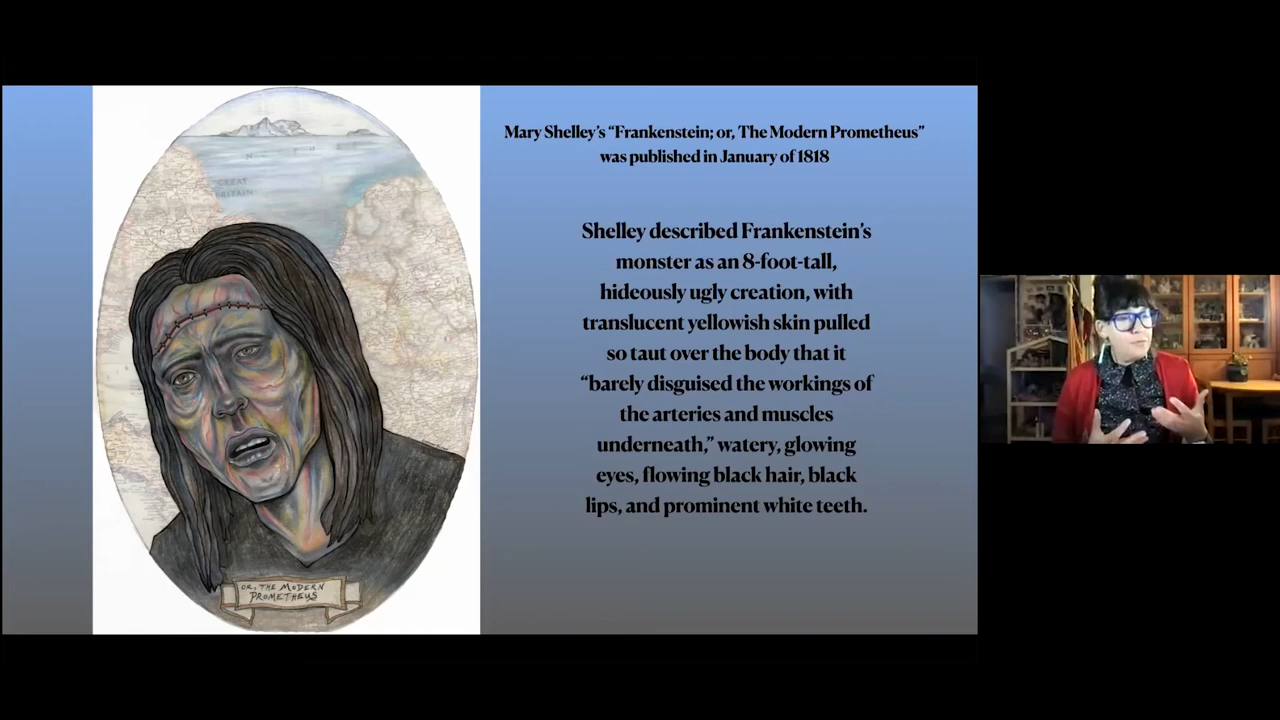 Mary Shelley's “Frankenstein; or, The Modern Prometheus”
was published in January of 1818
Shelley described Frankenstein's
monster as an 8-foot-tall,
hideously ugly creation, with
translucent yellowish skin pulled
so taut over the body that it
“barely disguised the workings of
the arteries and muscles
underneath,” watery, glowing
eyes, flowing black hair, black
lips, and prominent white teeth.
GREAT
BRITAIN
OR, THE MODERN
PROMETHEUS